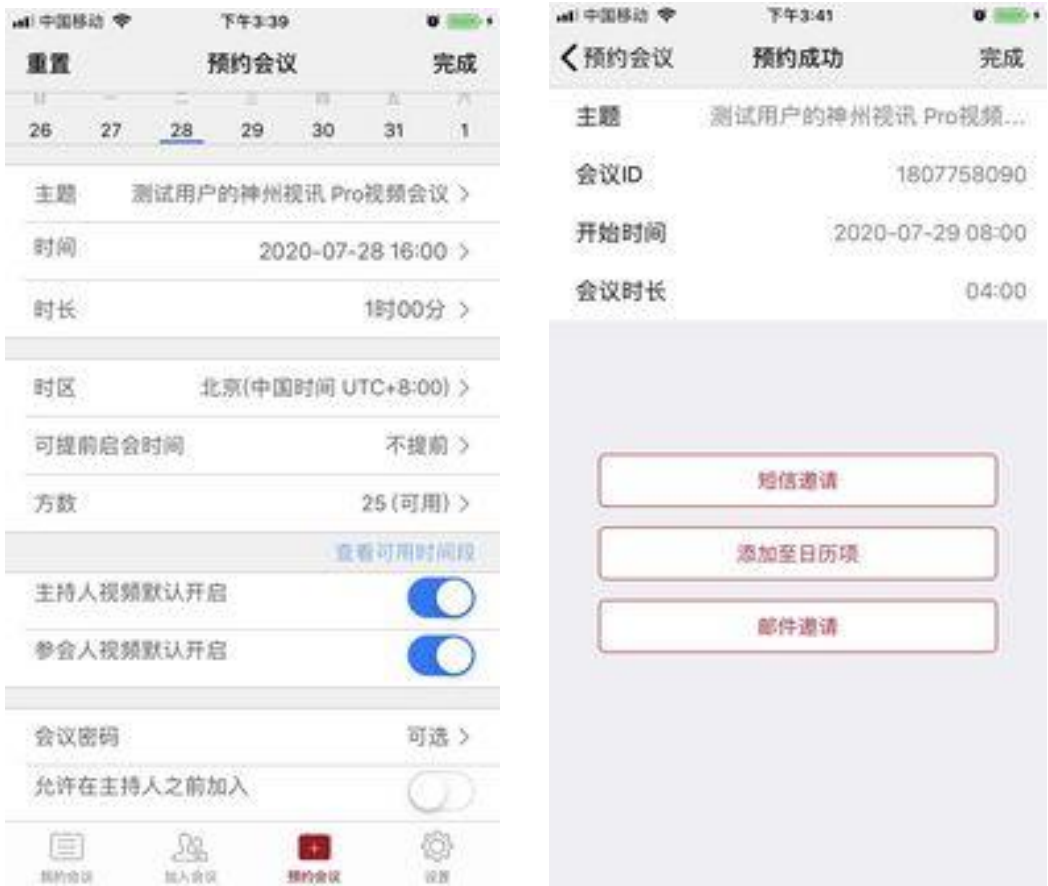 中国移动 下午3:39
重置 预约会议 完成
日 一 二 三 四 五 六
26 27 28 29 30 31 1
主题 测试用户的神州视讯 Pro视频会议
时间 2020-07-28 16:00
时长 1时00分
时区 北京(中国时间 UTC+8:00)
可提前启会时间 不提前
方数 25 (可用)
查看可用时间段
主持人视频默认开启
参会人视频默认开启
会议密码 可选
允许在主持人之前加入
加入会议 预约会议 设置
中国移动 下午3:41
预约会议 预约成功 完成
主题 测试用户的神州视讯 Pro视频...
会议ID 1807758090
开始时间 2020-07-29 08:00
会议时长 04:00
短信邀请
添加至日历项
邮件邀请